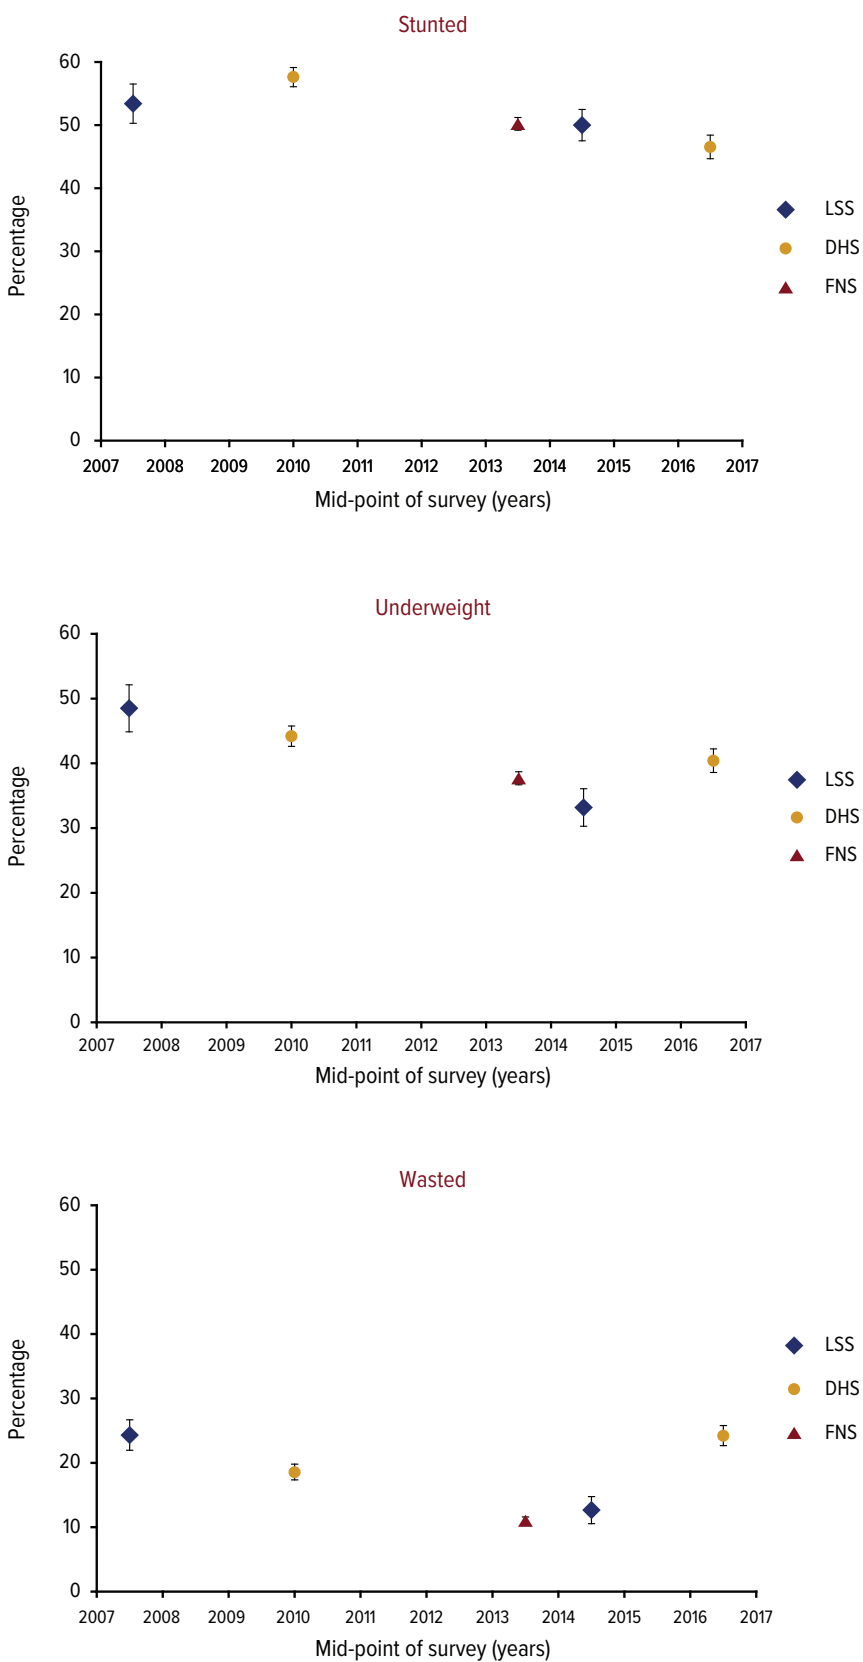 Stunted
60
50
40
30
20
10
0
Percentage
2007 2008 2009 2010 2011 2012 2013 2014 2015 2016 2017
Mid-point of survey (years)
LSS
DHS
FNS
Underweight
60
50
40
30
20
10
0
Percentage
2007 2008 2009 2010 2011 2012 2013 2014 2015 2016 2017
Mid-point of survey (years)
LSS
DHS
FNS
Wasted
60
50
40
30
20
10
0
Percentage
2007 2008 2009 2010 2011 2012 2013 2014 2015 2016 2017
Mid-point of survey (years)
LSS
DHS
FNS